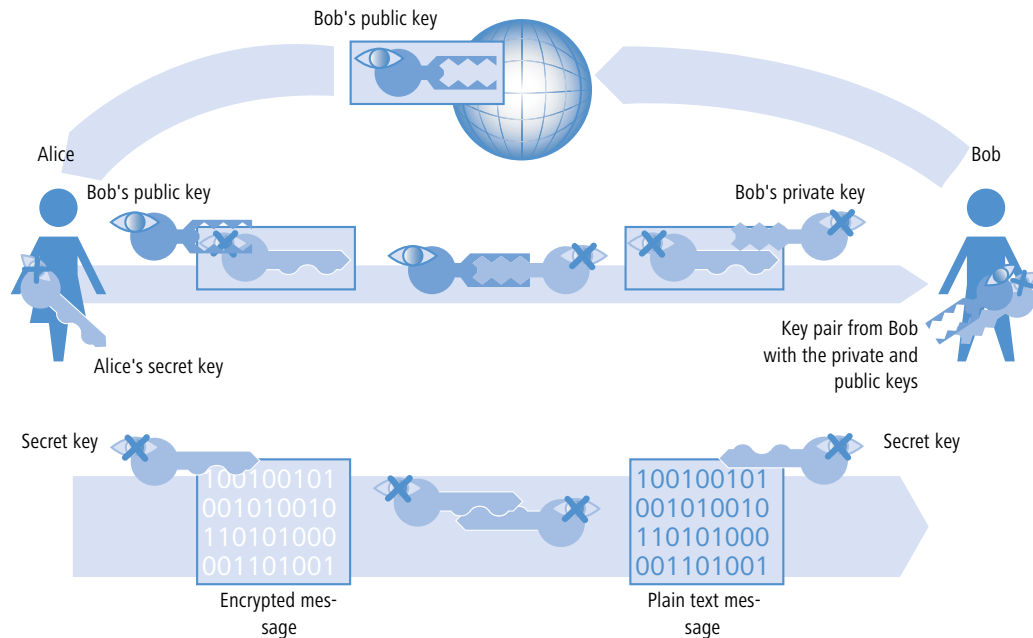 Bob's public key
Alice
Bob
Bob's public key
Bob's private key
Alice's secret key
Key pair from Bob
with the private and
public keys
Secret key
Secret key
100100101
001010010
110101000
001101001
100100101
001010010
110101000
001101001
Encrypted mes-
sage
Plain text mes-
sage